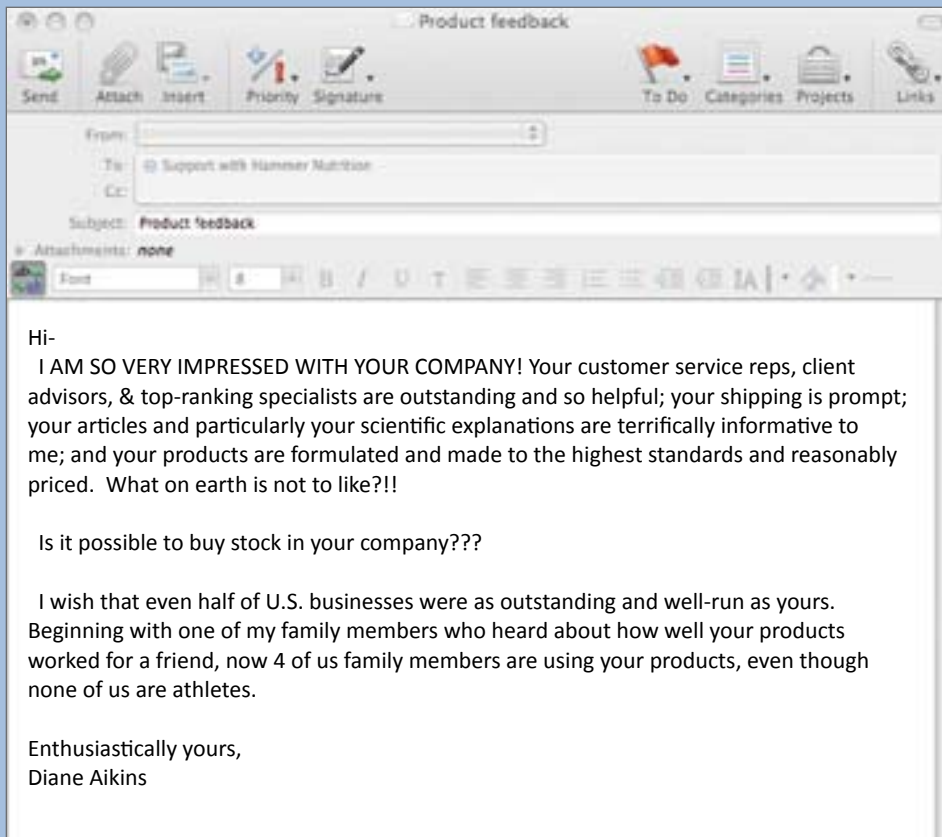 Product feedback
Send Attach Insert Priority Signature To Do Categories Projects Links
From:
To: Support with Hammer Nutrition
Cc:
Subject: Product feedback
Attachments: none
Font 8 B I U T A
Hi-
I AM SO VERY IMPRESSED WITH YOUR COMPANY! Your customer service reps, client
advisors, & top-ranking specialists are outstanding and so helpful; your shipping is prompt;
your articles and particularly your scientific explanations are terrifically informative to
me; and your products are formulated and made to the highest standards and reasonably
priced.  What on earth is not to like?!!
Is it possible to buy stock in your company???
I wish that even half of U.S. businesses were as outstanding and well-run as yours.
Beginning with one of my family members who heard about how well your products
worked for a friend, now 4 of us family members are using your products, even though
none of us are athletes.
Enthusiastically yours,
Diane Aikins